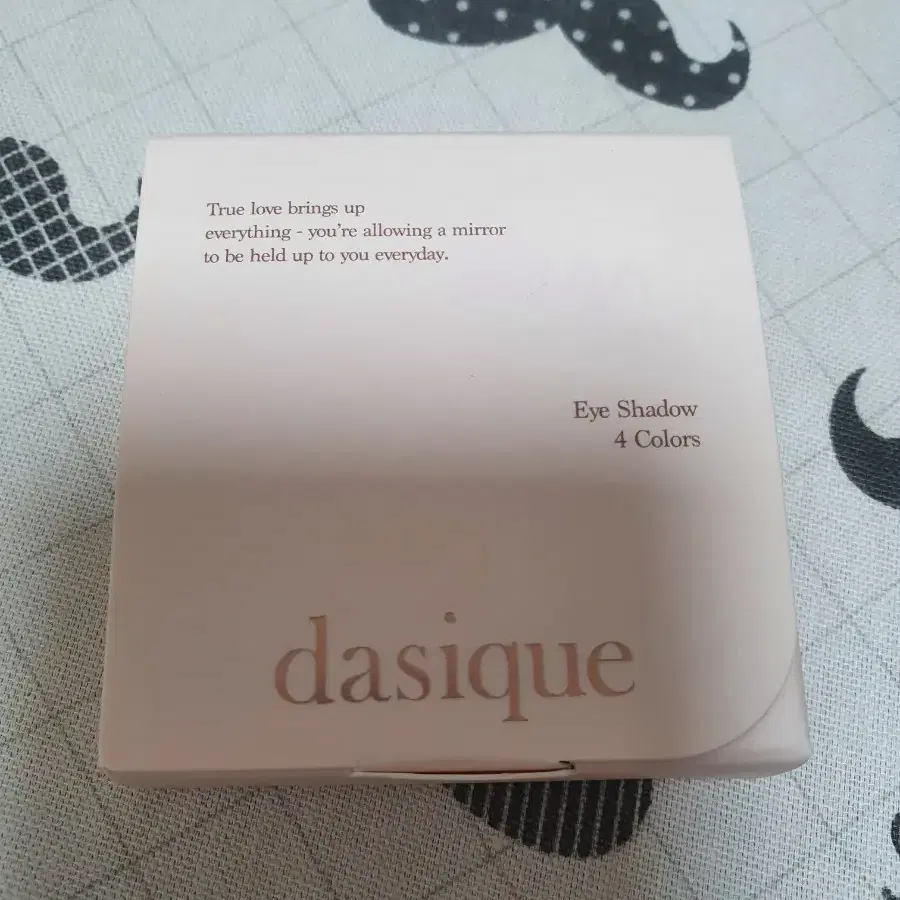 True love brings up
everything - you're allowing a mirror
to be held up to you everyday.
Eye Shadow
4 Colors
dasique